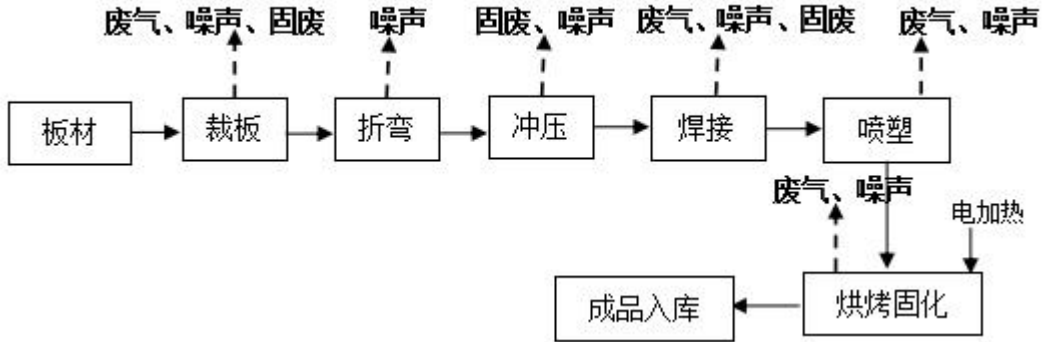 废气、噪声、固废 噪声 固废、噪声 废气、噪声、固废 废气、噪声
板材 裁板 折弯 冲压 焊接 喷塑
废气、噪声
电加热
成品入库 烘烤固化